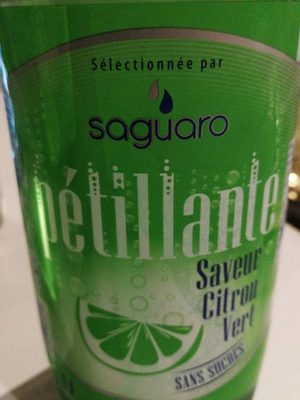 Sélectionnée par
saguaro
pétillante
Saveur
Citron
Vert
SANS SUCRES